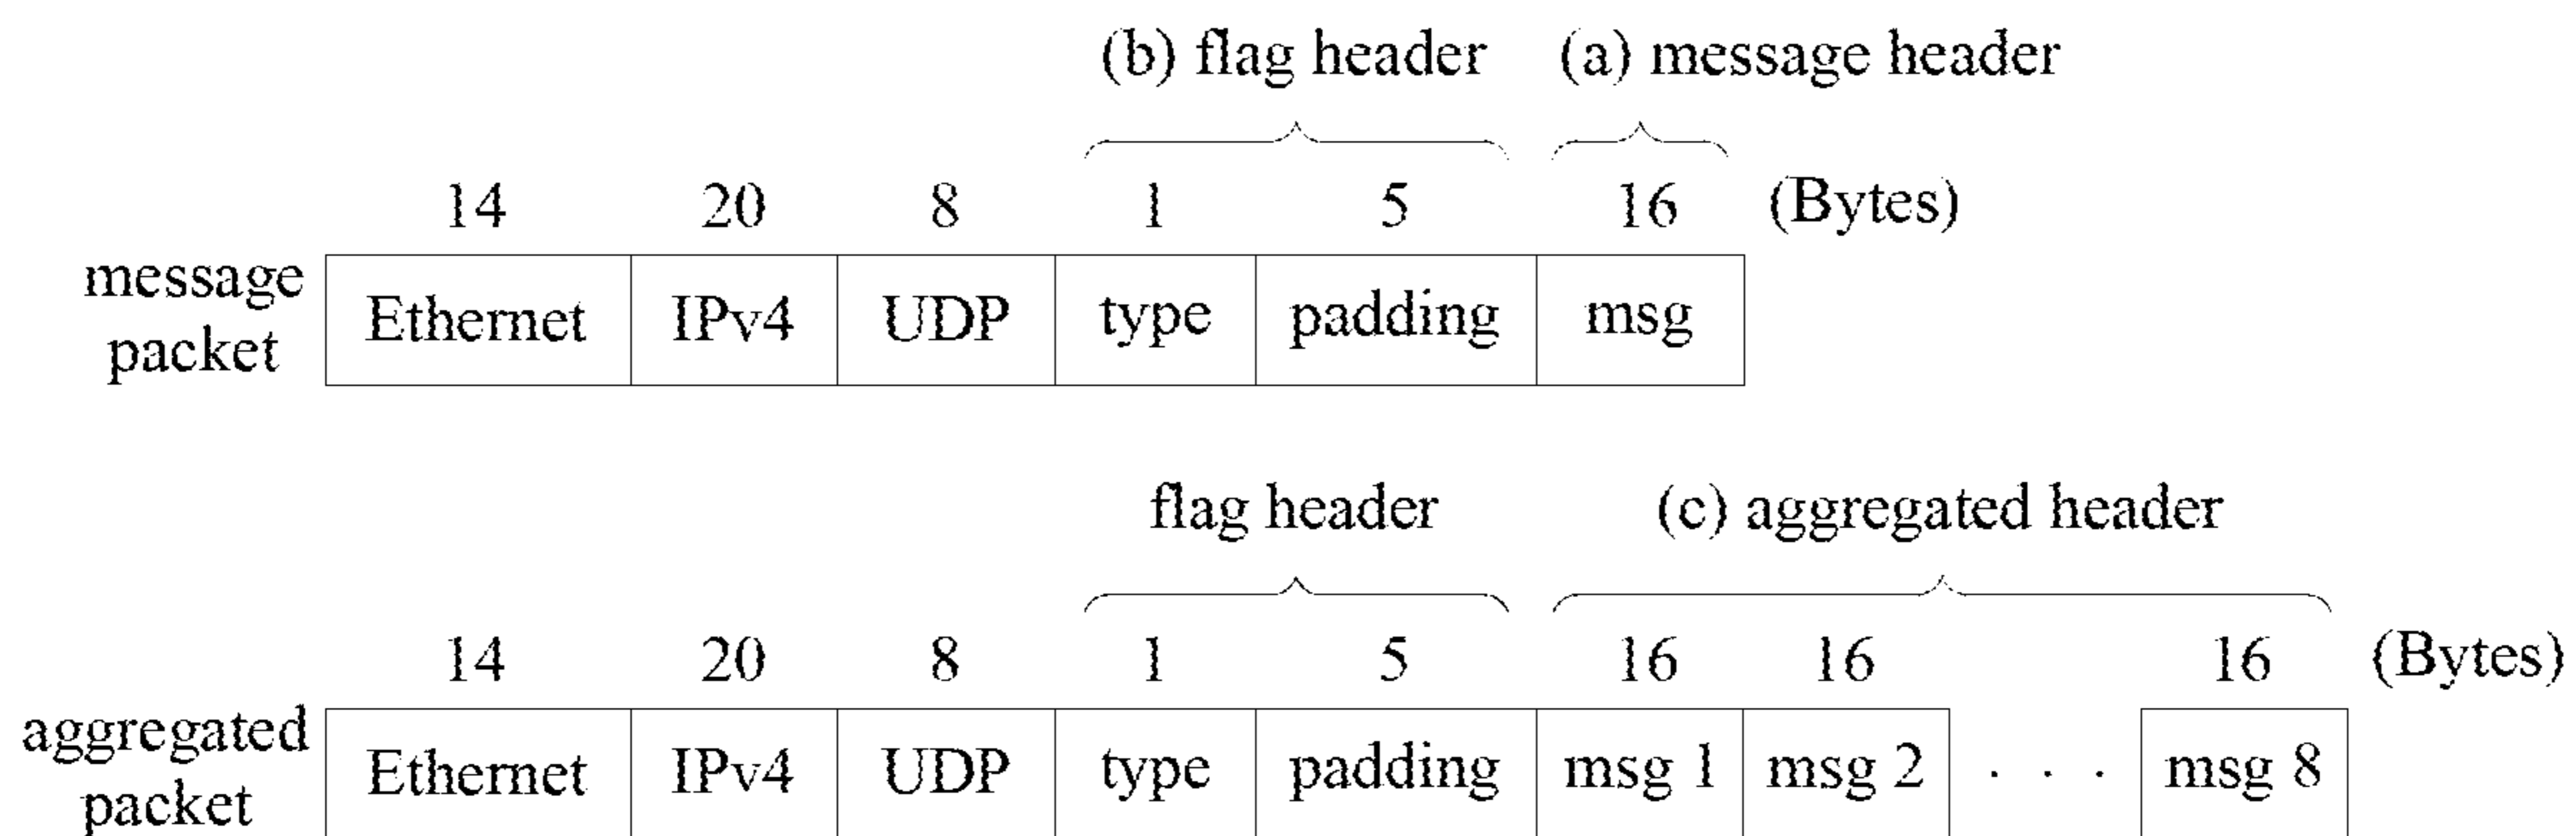 (b) flag header (a) message header
14 20 8 1 5 16 (Bytes)
message packet
Ethernet IPv4 UDP type padding msg
flag header (c) aggregated header
14 20 8 1 5 16 16 16 (Bytes)
aggregated packet
Ethernet IPv4 UDP type padding msg 1 msg 2 . . . msg 8